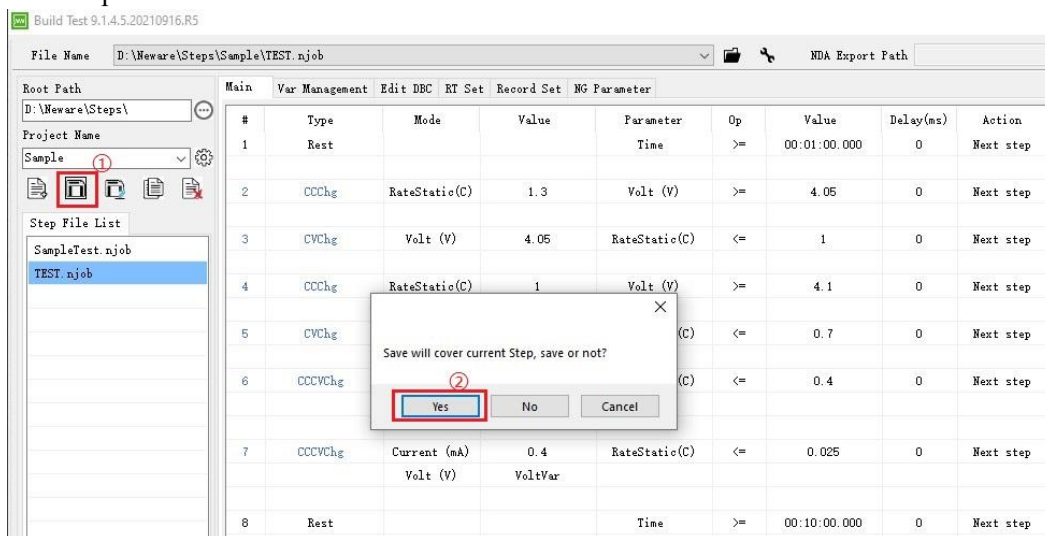 Build Test 9.1.4.5.20210916.R5
File Name D:\Neware\Steps\Sample\TEST.njob NDA Export Path
Root Path
D:\Neware\Steps\
Project Name
Sample
①
Step File List
SampleTest.njob
TEST.njob
Main Var Management Edit DBC RT Set Record Set NG Parameter
# Type Mode Value Parameter Op Value Delay(ms) Action
1 Rest Time >= 00:01:00.000 0 Next step
2 CCChg RateStatic(C) 1.3 Volt (V) >= 4.05 0 Next step
3 CVChg Volt (V) 4.05 RateStatic(C) <= 1 0 Next step
4 CCChg RateStatic(C) 1 Volt (V) >= 4.1 0 Next step
5 CVChg (C) <= 0.7 0 Next step
6 CCCVChg (C) <= 0.4 0 Next step
7 CCCVChg Current (mA) 0.4 RateStatic(C) <= 0.025 0 Next step
Volt (V) VoltVar
8 Rest Time >= 00:10:00.000 0 Next step
Save will cover current Step, save or not?
②
Yes No Cancel